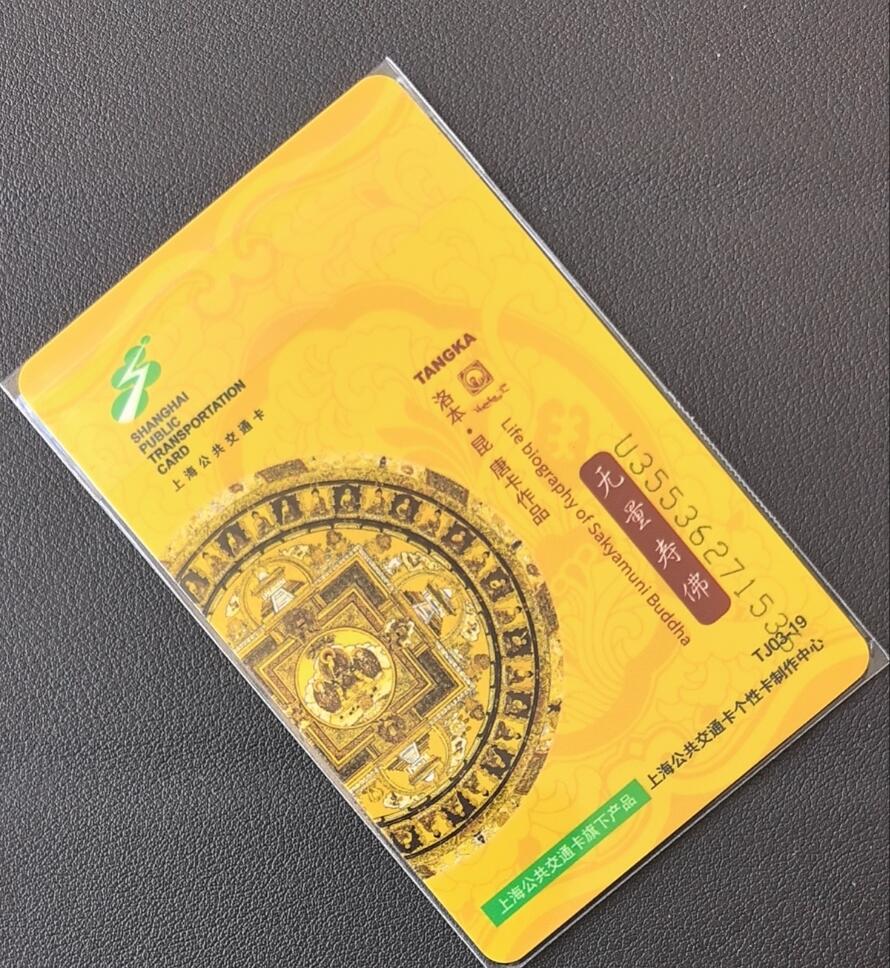 SHANGHAI
PUBLIC
TRANSPORTATION
CARD
上海公共交通卡
TANGKA
洛本·昆 唐卡作品
Life biography of Sakyamuni Buddha
无量寿佛
U35536271538
TJ03-19
上海公共交通卡个性卡制作中心
上海公共交通卡旗下产品